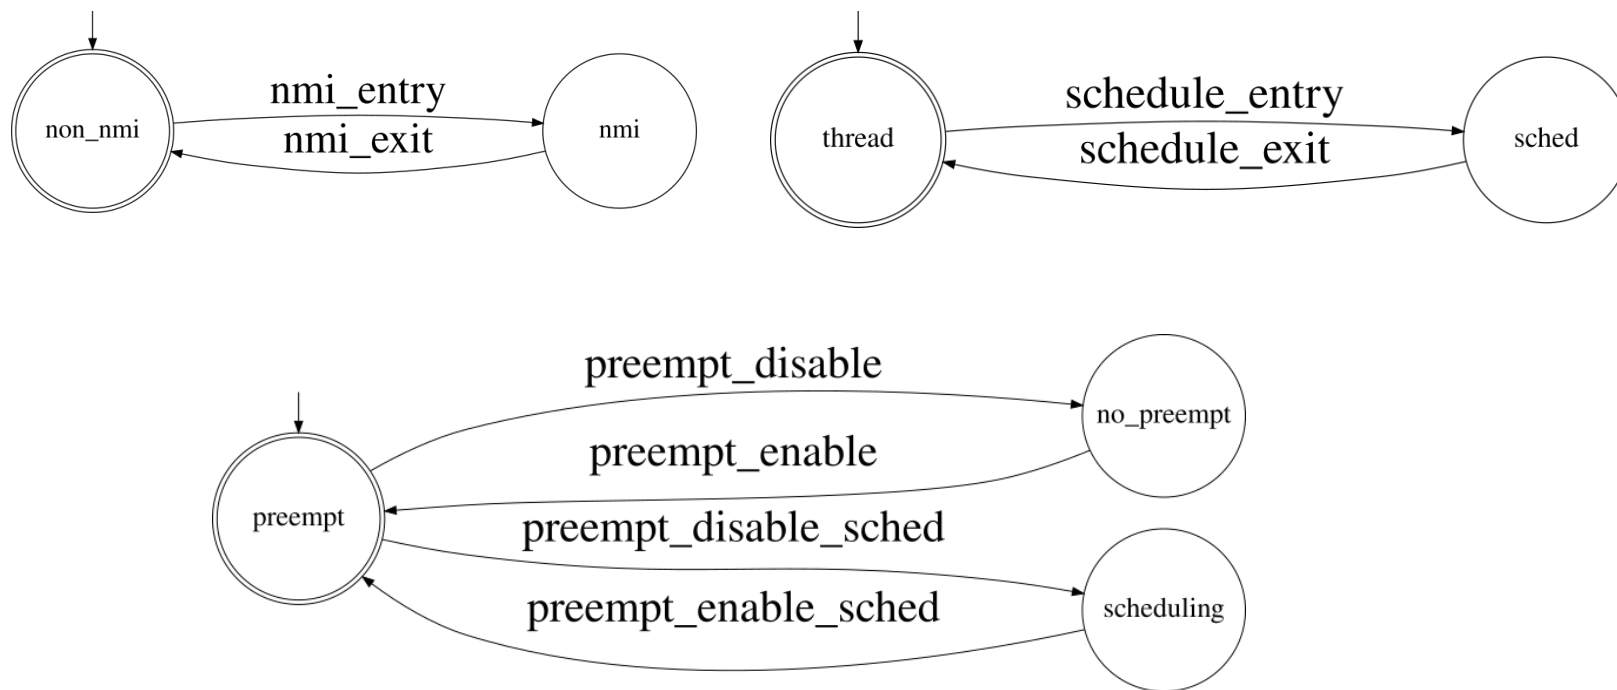 nmi_entry
non_nmi
nmi_exit
nmi
schedule_entry
thread
schedule_exit
sched
preempt_disable
no_preempt
preempt_enable
preempt
preempt_disable_sched
preempt_enable_sched
scheduling